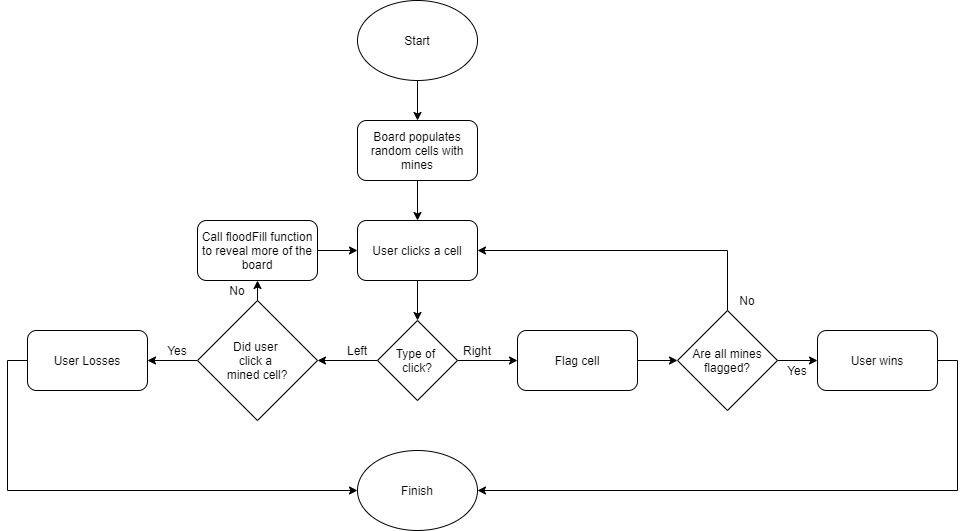 Start
Board populates
random cells with
mines
Call floodFill function
to reveal more of the
board
User clicks a cell
No
No
User Losses
Yes
Did user
click a
mined cell?
Left
Type of
click?
Right
Flag cell
Are all mines
flagged?
Yes
User wins
Finish